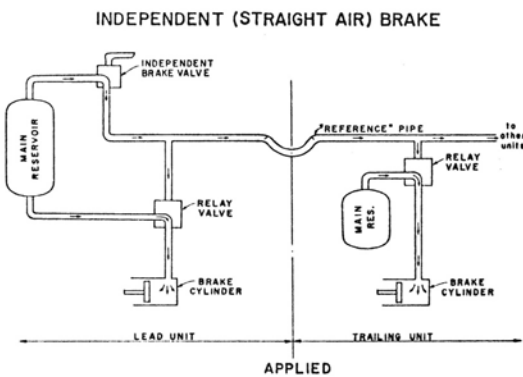 INDEPENDENT (STRAIGHT AIR) BRAKE
INDEPENDENT
BRAKE VALVE
MAIN
RESERVOIR
"REFERENCE" PIPE
to
other
units
RELAY
VALVE
RELAY
VALVE
MAIN
RES.
BRAKE
CYLINDER
BRAKE
CYLINDER
LEAD UNIT
TRAILING UNIT
APPLIED